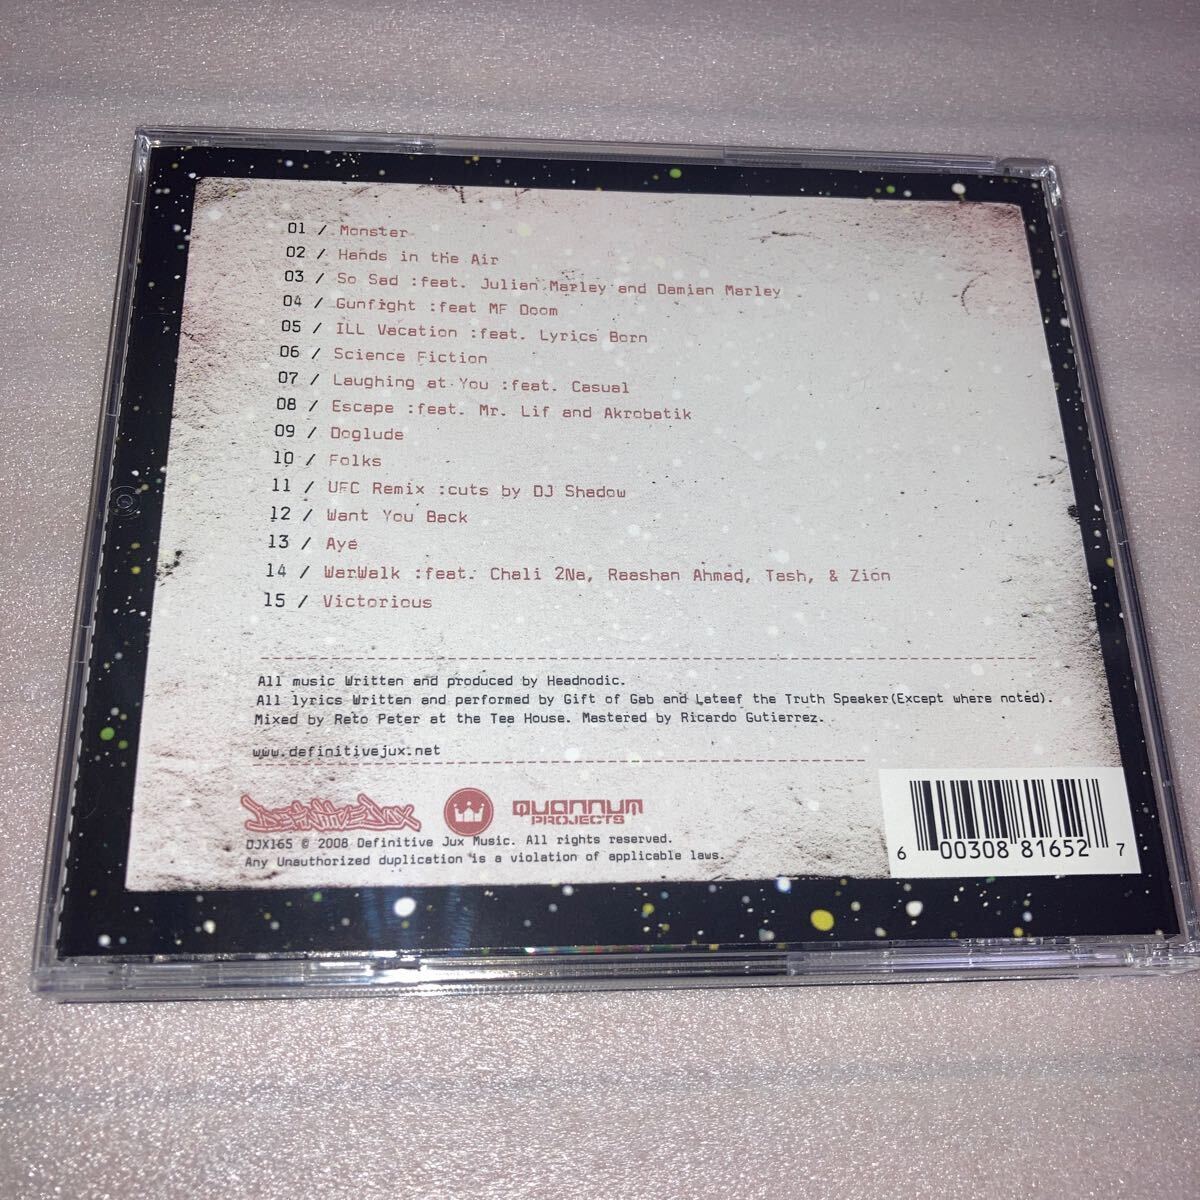 01 / Monster
02 / Hands in the Air
03 / So Sad :feat. Julian Marley and Damian Marley
04 / Gunfight :feat MF Doom
05 / ILL Vacation :feat. Lyrics Born
06 / Science Fiction
07 / Laughing at You :feat. Casual
08 / Escape :feat. Mr. Lif and Akrobatik
09 / Doglude
10 / Folks
11 / UFC Remix :cuts by DJ Shadow
12 / Want You Back
13 / Aye
14 / WarWalk :feat. Chali 2Na, Raashan Ahmad, Tash, & Zion
15 / Victorious
All music Written and produced by Headnodic.
All lyrics Written and performed by Gift of Gab and Lateef the Truth Speaker(Except where noted).
Mixed by Reto Peter at the Tea House. Mastered by Ricardo Gutierrez.
www.definitivejux.net
DEFINITIVE JUX QUANNUM
PROJECTS
DJX165 © 2008 Definitive Jux Music. All rights reserved.
Any Unauthorized duplication is a violation of applicable laws.
6 00308 81652 7